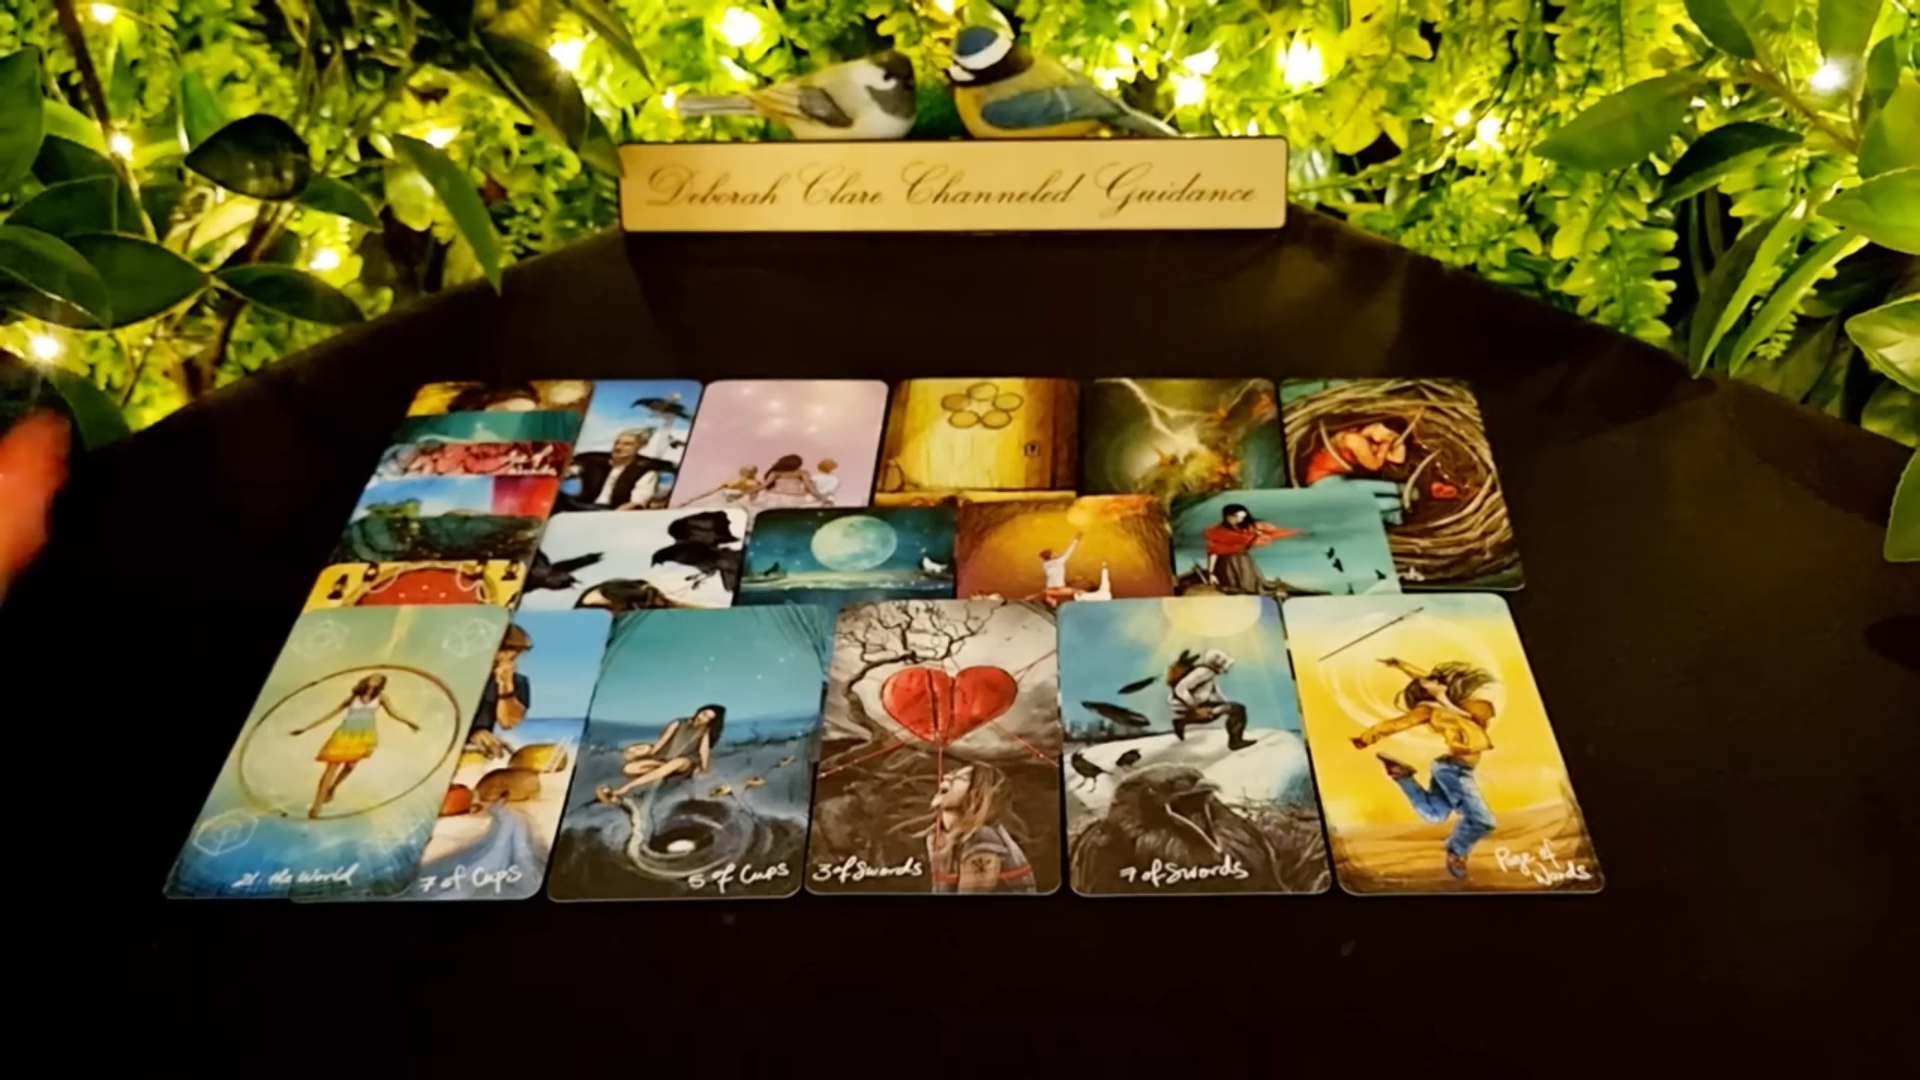 Deborah Clare Channeled Guidance
Wands
21. the World
7 of Cups
5 of Cups
3 of Swords
7 of Swords
Page of
Wands